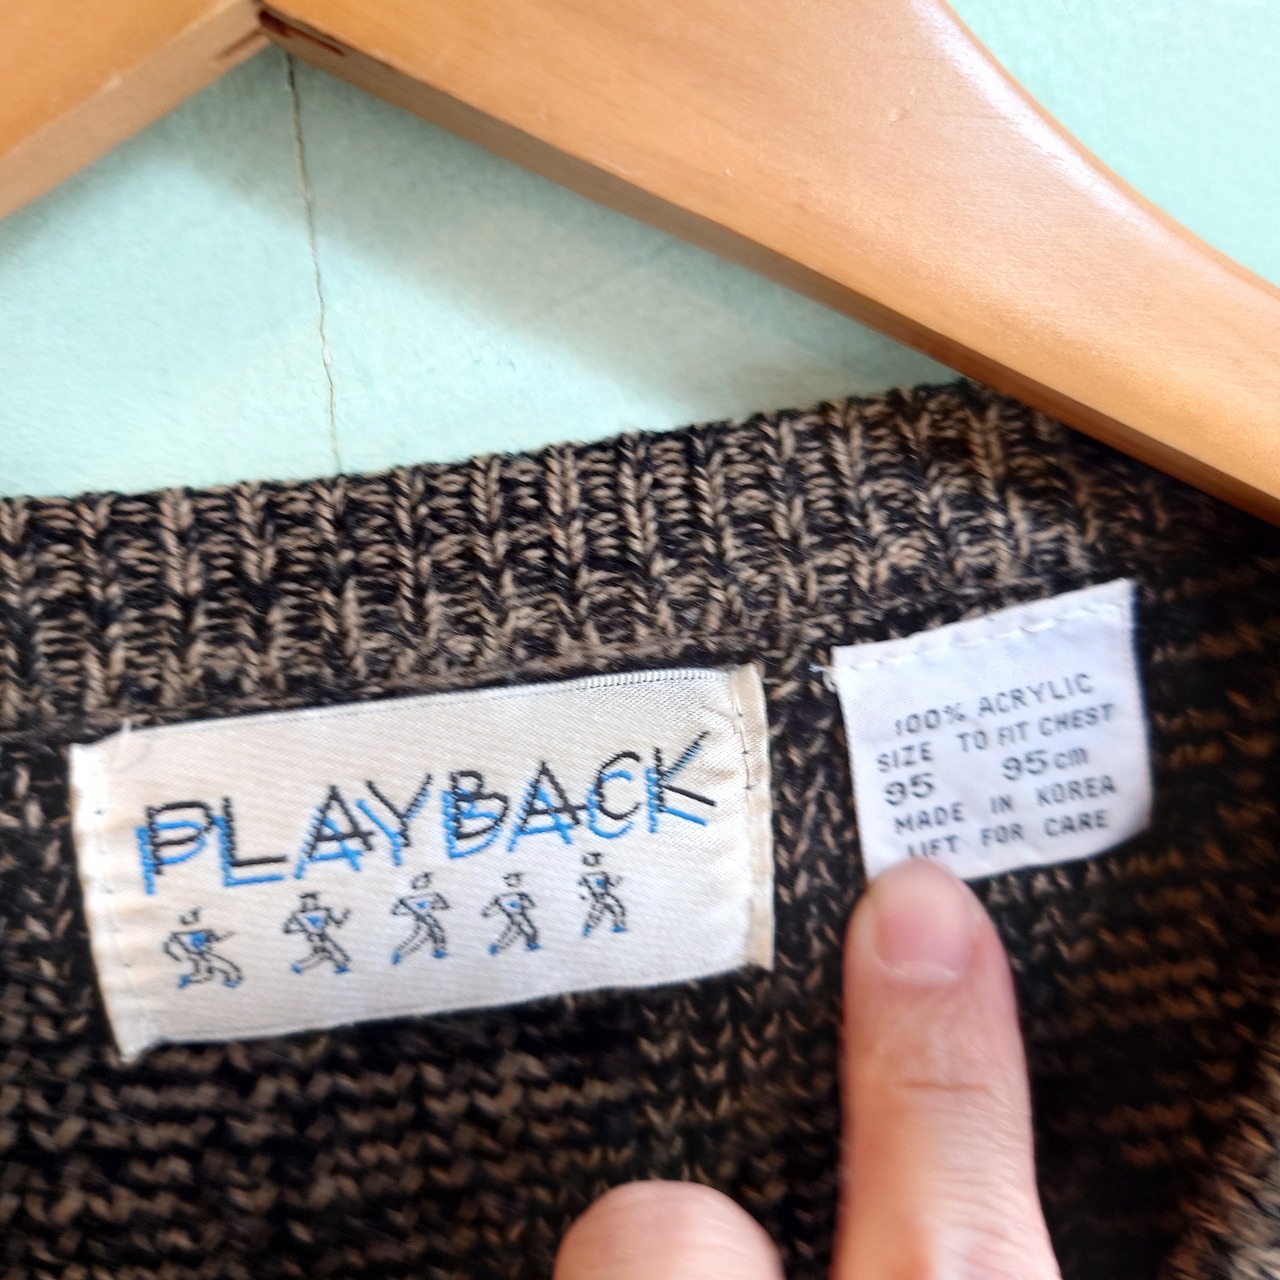 PLAYBACK
100% ACRYLIC
SIZE TO FIT CHEST
95 95cm
MADE IN KOREA
LIFT FOR CARE